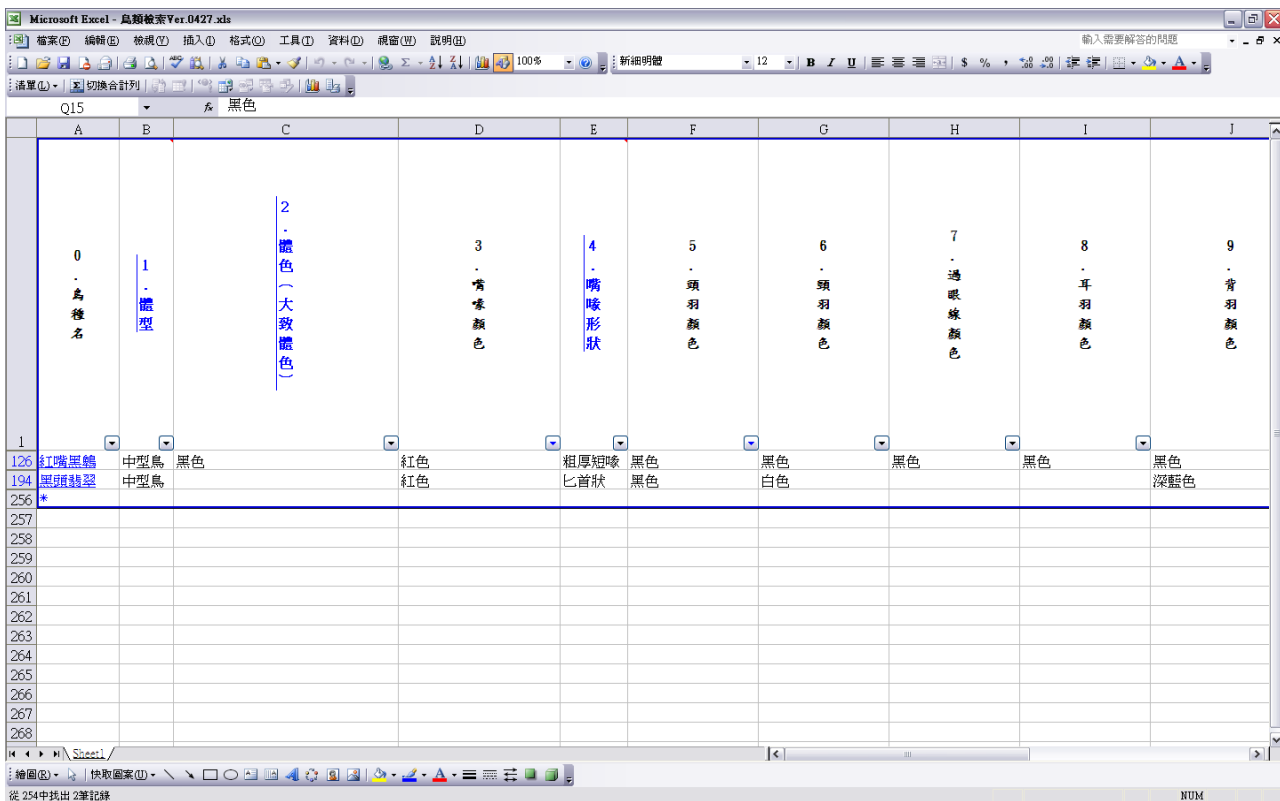 Microsoft Excel - 鳥類檢索Ver.0427.xls
檔案(F) 編輯(E) 檢視(V) 插入(I) 格式(O) 工具(T) 資料(D) 視窗(W) 說明(H) 輸入需要解答的問題
100% 新細明體 12 B I U $ % ,
清單(L) 切換合計列
Q15 fx 黑色
A B C D E F G H I J
1 0.鳥種名 1.體型 2.體色(大致體色) 3.嘴喙顏色 4.嘴喙形狀 5.頭羽顏色 6.頸羽顏色 7.過眼線顏色 8.耳羽顏色 9.背羽顏色
126 紅嘴黑鵯 中型鳥 黑色 紅色 粗厚短喙 黑色 黑色 黑色 黑色 黑色
194 黑頭翡翠 中型鳥 紅色 匕首狀 黑色 白色 深藍色
256 *
257
258
259
260
261
262
263
264
265
266
267
268
Sheet1
繪圖(R) 快取圖案(U)
從 254中找出 2筆記錄 NUM